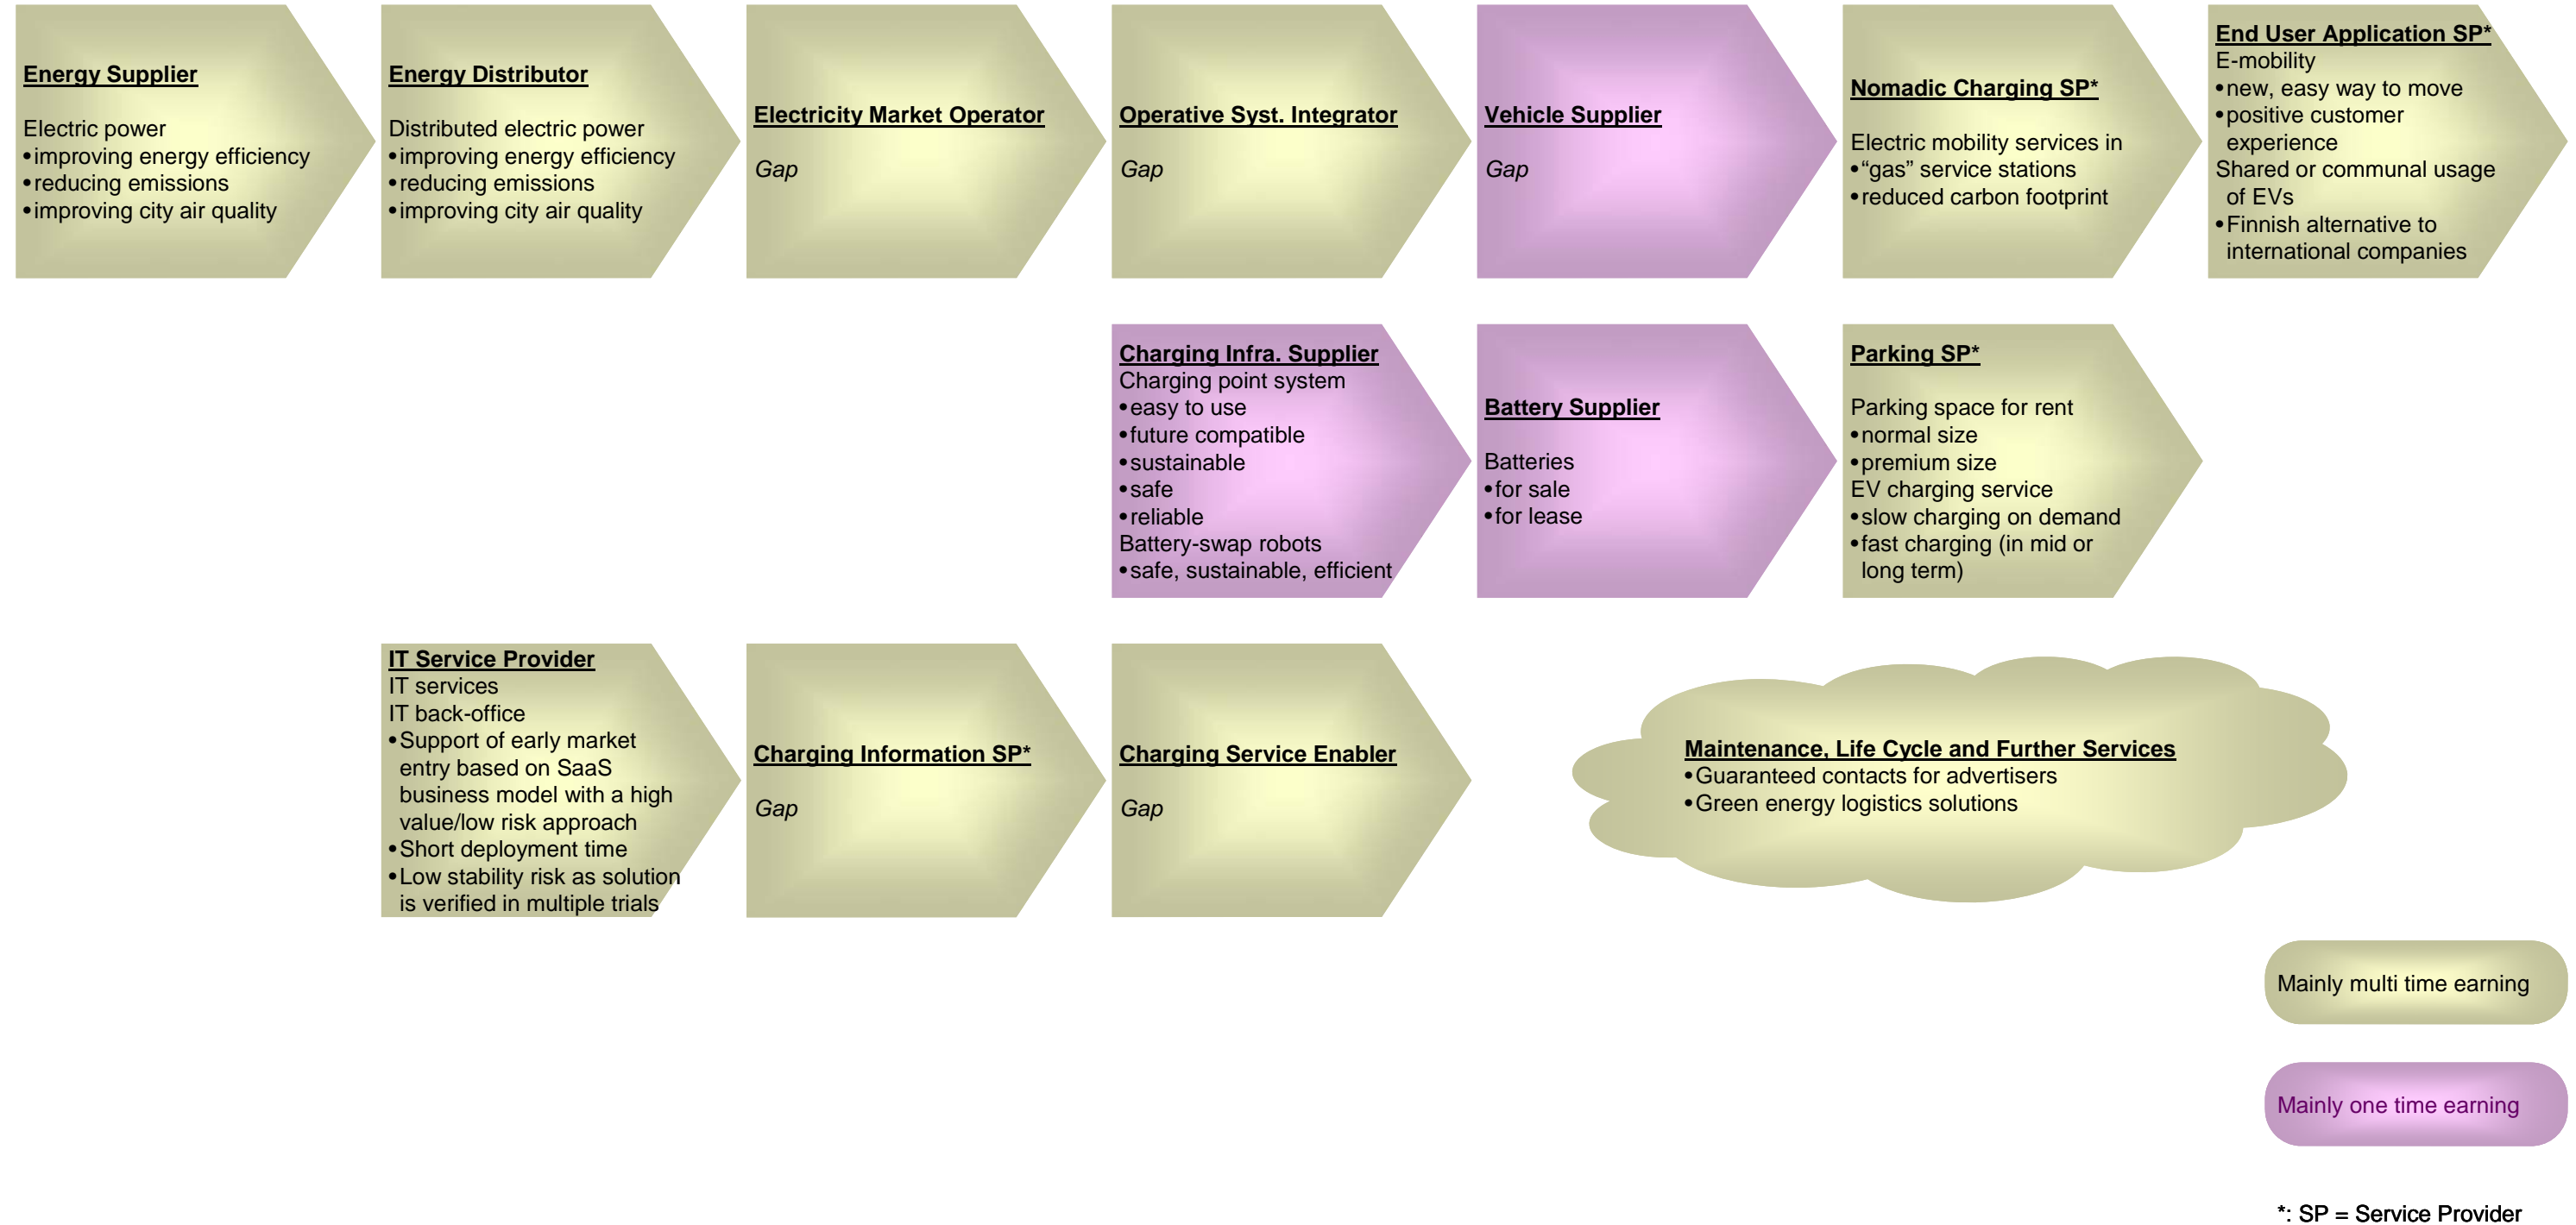 Energy Supplier
Electric power
•improving energy efficiency
•reducing emissions
•improving city air quality
Energy Distributor
Distributed electric power
•improving energy efficiency
•reducing emissions
•improving city air quality
Electricity Market Operator
Gap
Operative Syst. Integrator
Gap
Vehicle Supplier
Gap
Nomadic Charging SP*
Electric mobility services in
•“gas” service stations
•reduced carbon footprint
End User Application SP*
E-mobility
•new, easy way to move
•positive customer
experience
Shared or communal usage
of EVs
•Finnish alternative to
international companies
Charging Infra. Supplier
Charging point system
•easy to use
•future compatible
•sustainable
•safe
•reliable
Battery-swap robots
•safe, sustainable, efficient
Battery Supplier
Batteries
•for sale
•for lease
Parking SP*
Parking space for rent
•normal size
•premium size
EV charging service
•slow charging on demand
•fast charging (in mid or
long term)
IT Service Provider
IT services
IT back-office
•Support of early market
entry based on SaaS
business model with a high
value/low risk approach
•Short deployment time
•Low stability risk as solution
is verified in multiple trials
Charging Information SP*
Gap
Charging Service Enabler
Gap
Maintenance, Life Cycle and Further Services
•Guaranteed contacts for advertisers
•Green energy logistics solutions
Mainly multi time earning
Mainly one time earning
*: SP = Service Provider